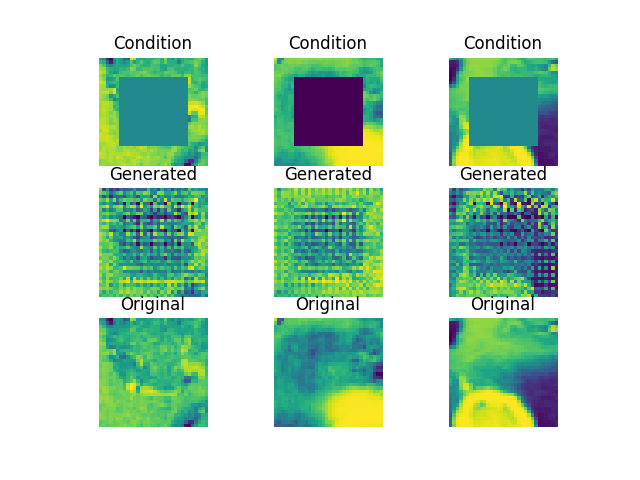 Condition Condition Condition
Generated Generated Generated
Original Original Original